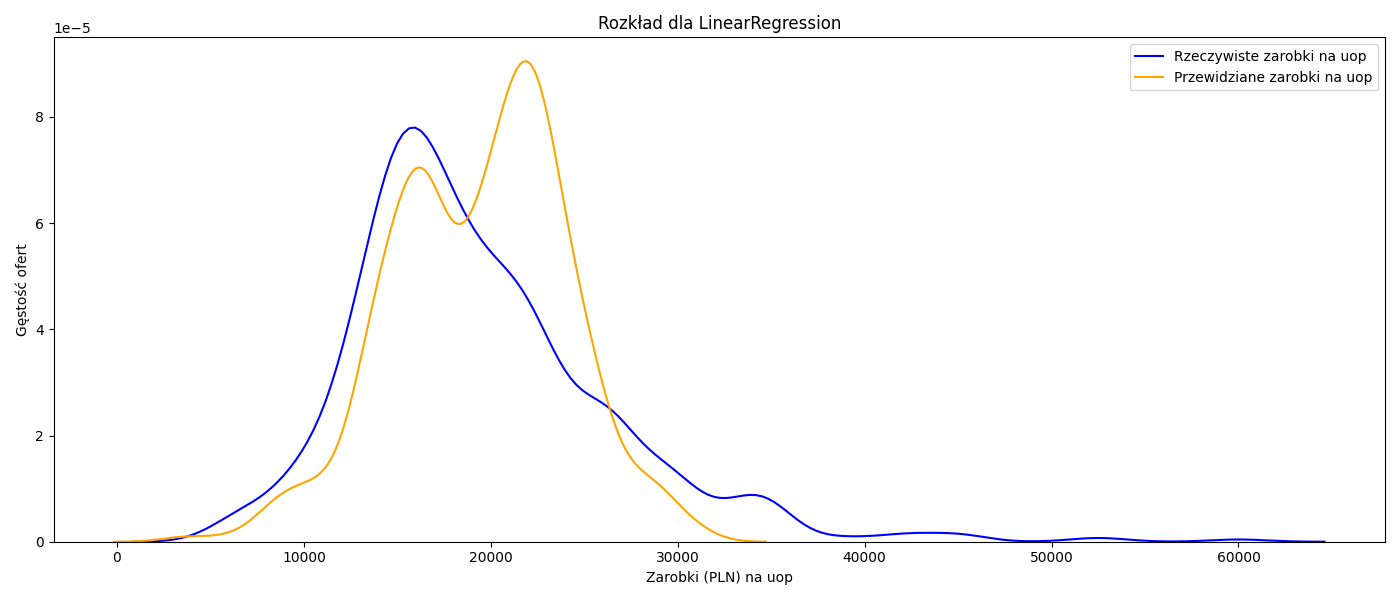 Rozkład dla LinearRegression
1e−5
Rzeczywiste zarobki na uop
Przewidziane zarobki na uop
8
6
4
2
0
Gęstość ofert
0 10000 20000 30000 40000 50000 60000
Zarobki (PLN) na uop